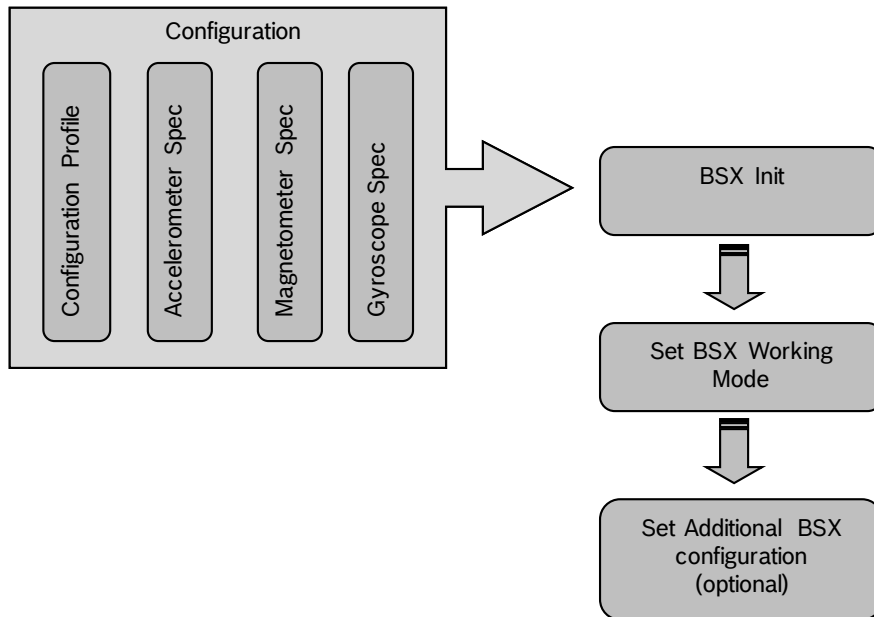 Configuration
Configuration Profile
Accelerometer Spec
Magnetometer Spec
Gyroscope Spec
BSX Init
Set BSX Working
Mode
Set Additional BSX
configuration
(optional)